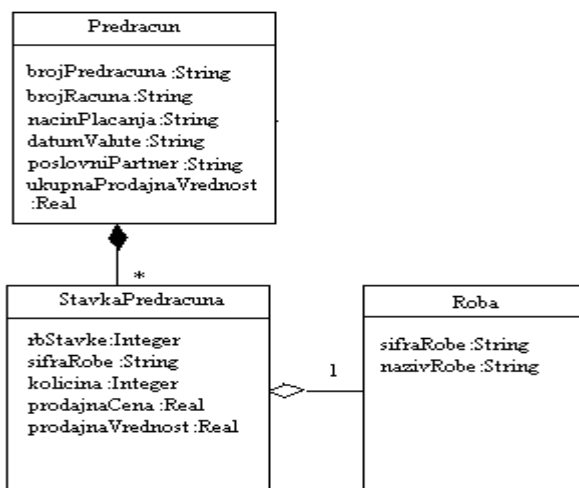 Predracun
brojPredracuna :String
brojRacuna:String
nacinPlacanja:String
datumValute :String
poslovniPartner :String
ukupnaProdajnaVrednost
:Real
*
StavkaPredracuna
rbStavke:Integer
sifraRobe :String
kolicina :Integer
prodajnaCena :Real
prodajnaVrednost :Real
1
Roba
sifraRobe :String
nazivRobe :String